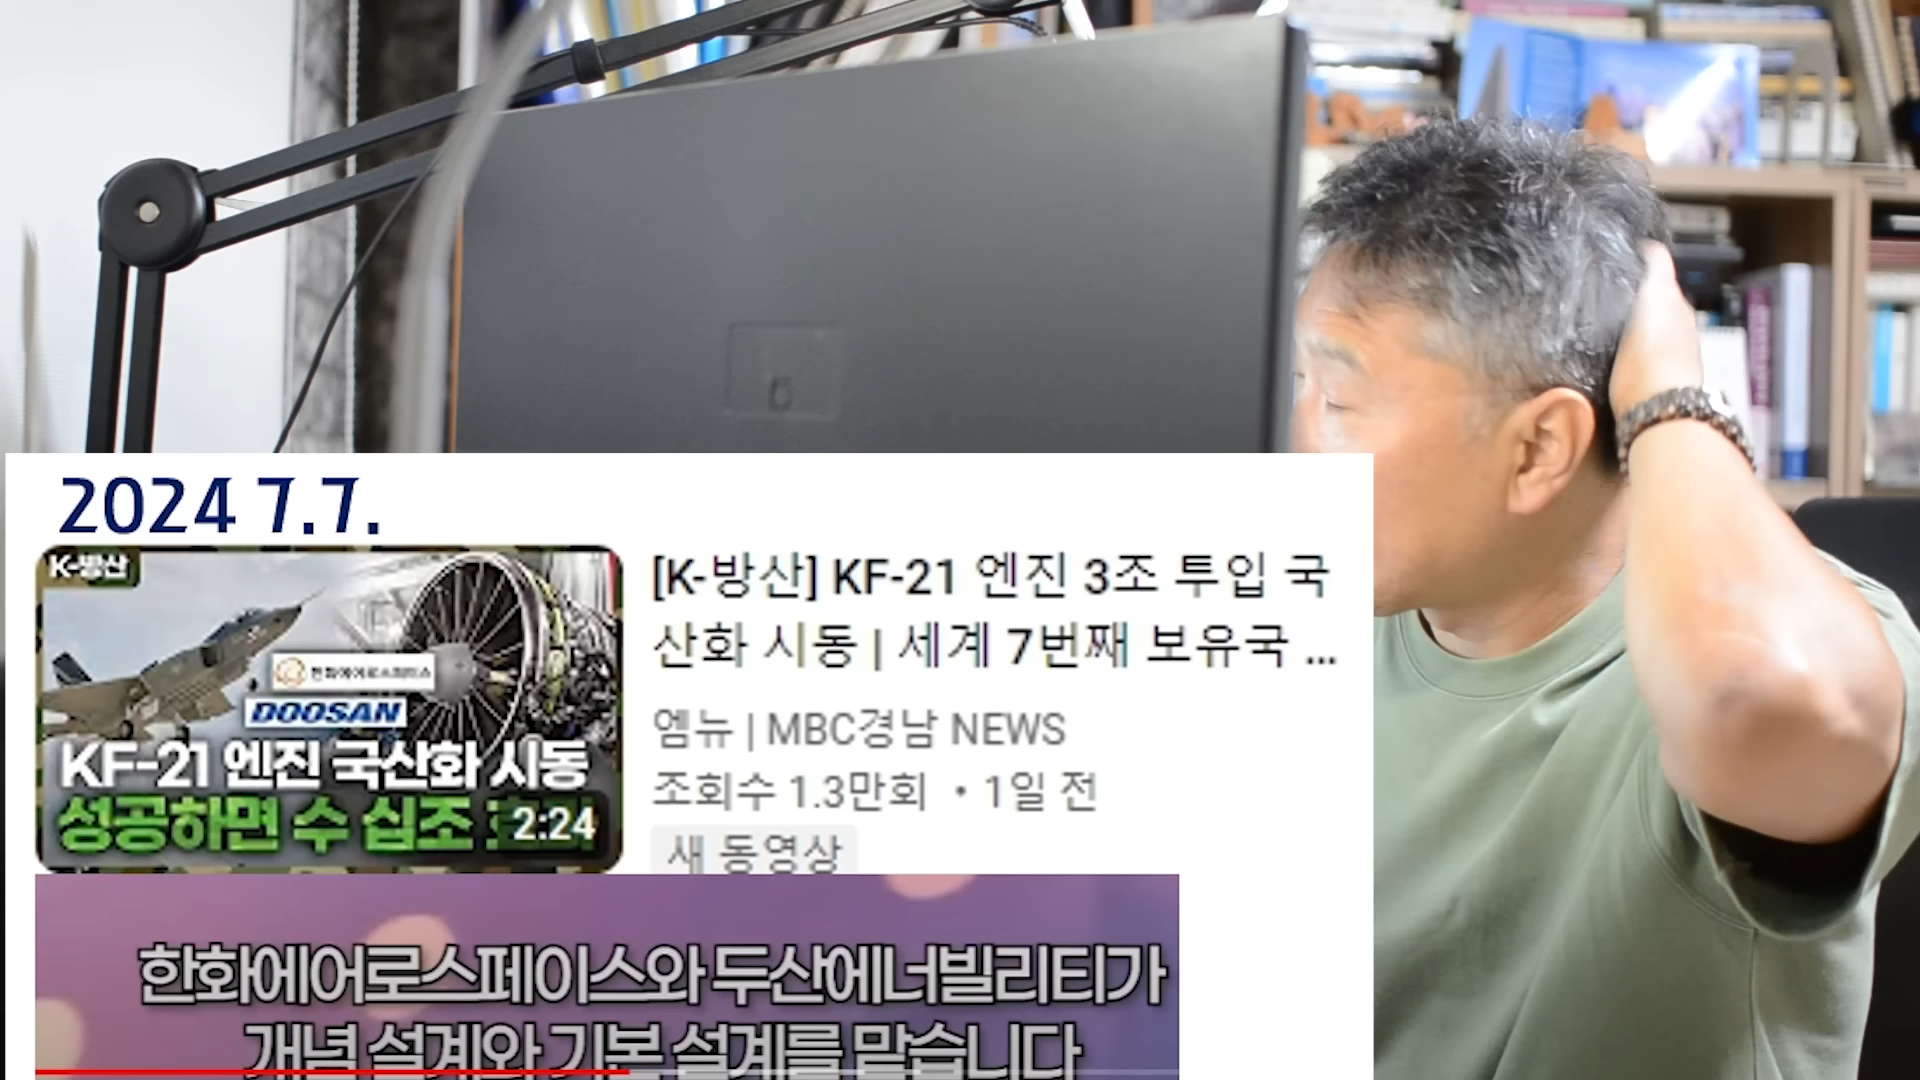 2024 7.7.
K-방산
한화에어로스페이스
DOOSAN
KF-21 엔진 국산화 시동
성공하면 수 십조
2:24
[K-방산] KF-21 엔진 3조 투입 국
산화 시동 | 세계 7번째 보유국 ...
엠뉴 | MBC경남 NEWS
조회수 1.3만회 • 1일 전
새 동영상
한화에어로스페이스와 두산에너빌리티가
개념 설계와 기본 설계를 맡습니다